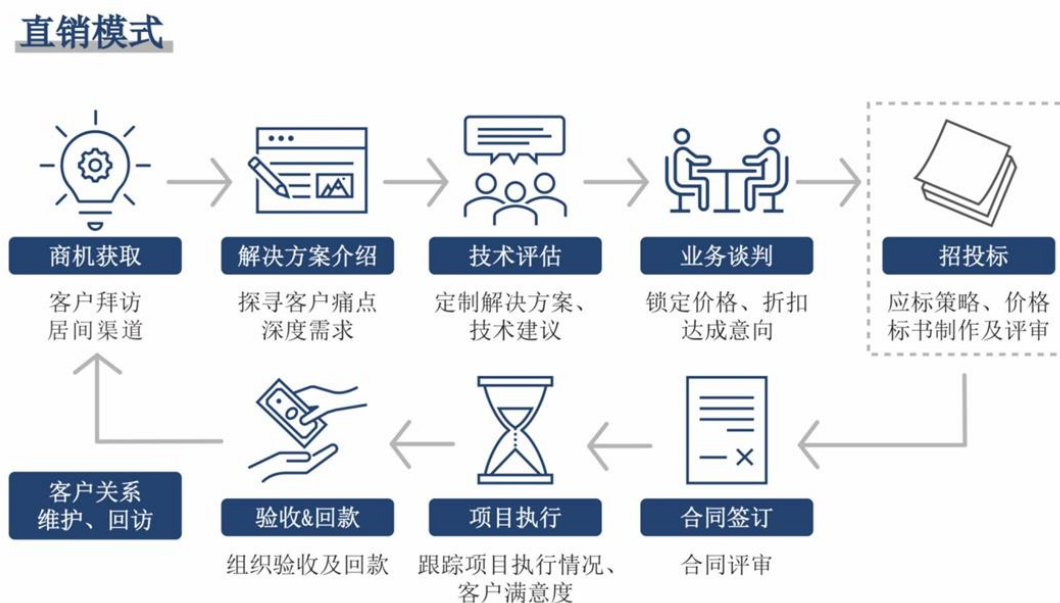 直销模式
商机获取
客户拜访
居间渠道
解决方案介绍
探寻客户痛点
深度需求
技术评估
定制解决方案、
技术建议
业务谈判
锁定价格、折扣
达成意向
招投标
应标策略、价格
标书制作及评审
合同签订
合同评审
项目执行
跟踪项目执行情况、
客户满意度
验收&回款
组织验收及回款
客户关系
维护、回访